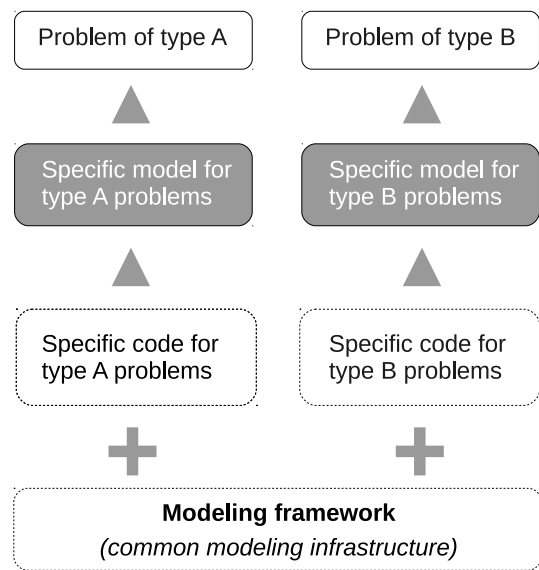 Problem of type A
Problem of type B
Specific model for
type A problems
Specific model for
type B problems
Specific code for
type A problems
Specific code for
type B problems
Modeling framework
(common modeling infrastructure)